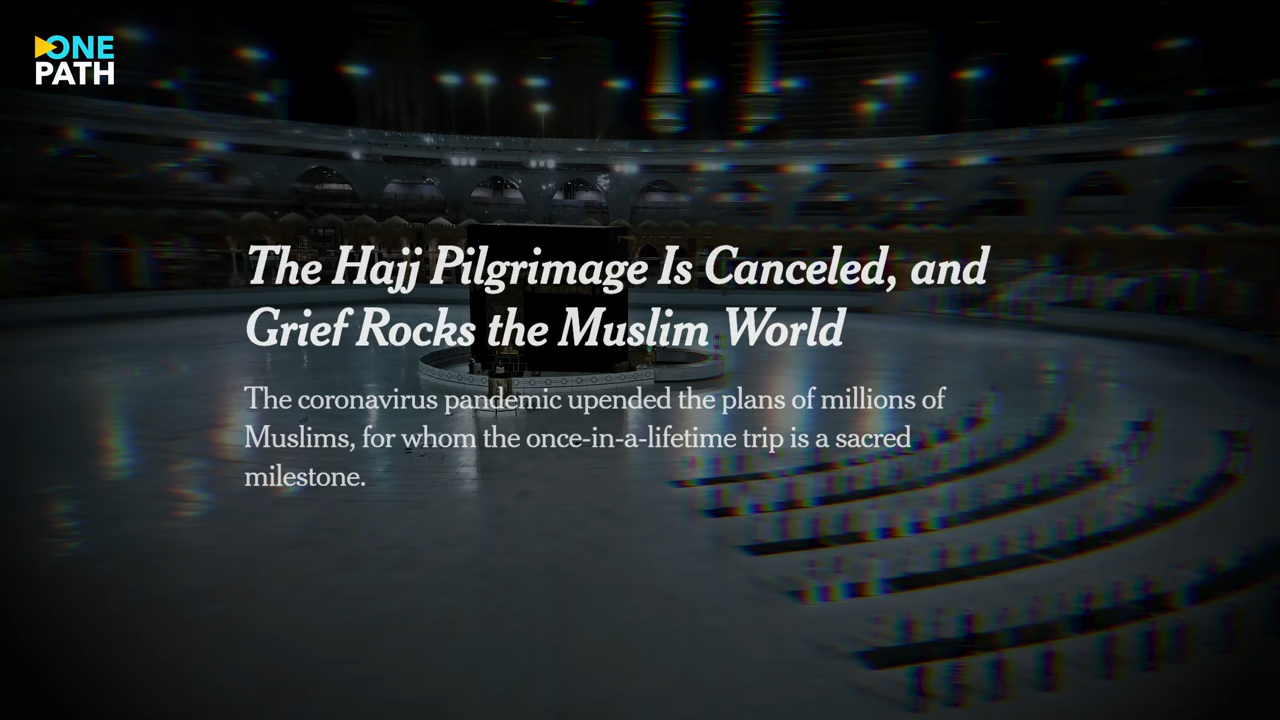 ONE
PATH
The Hajj Pilgrimage Is Canceled, and
Grief Rocks the Muslim World
The coronavirus pandemic upended the plans of millions of
Muslims, for whom the once-in-a-lifetime trip is a sacred
milestone.